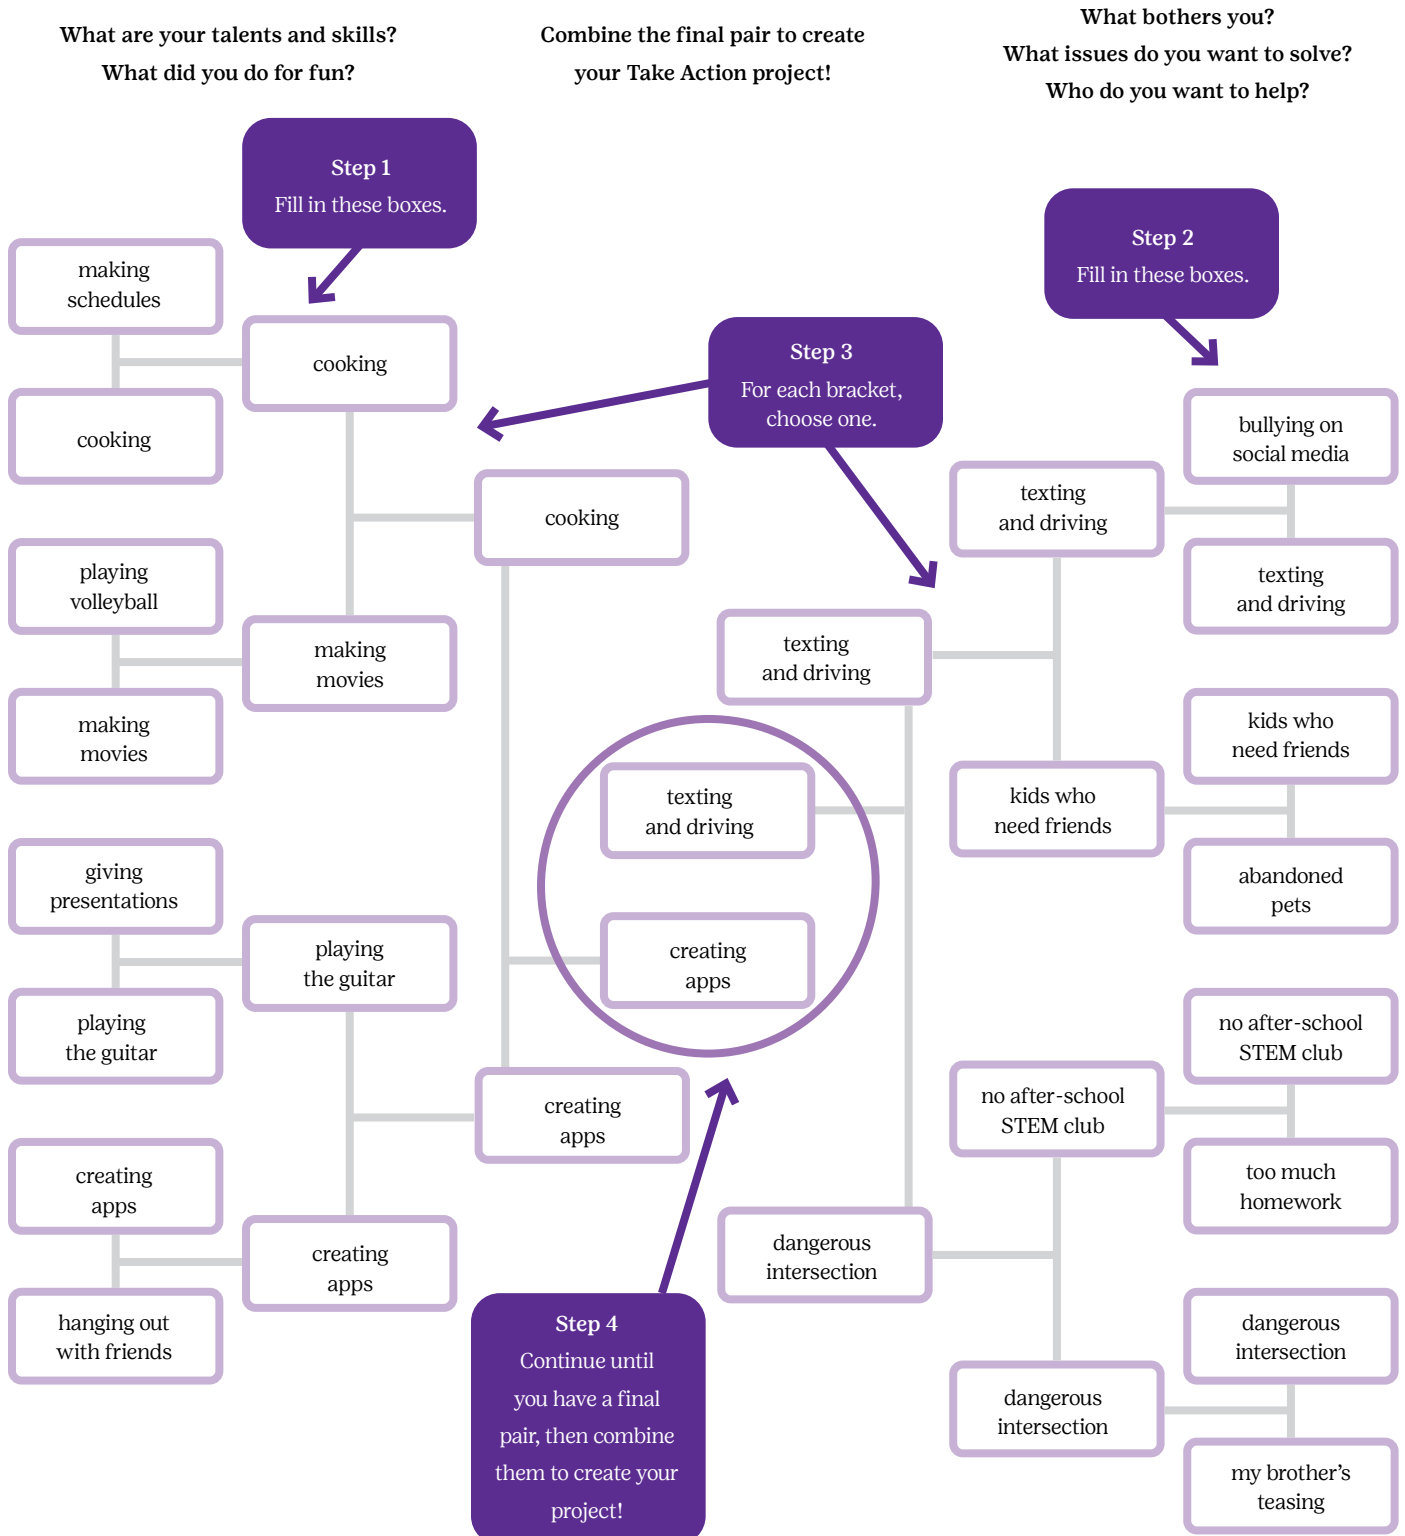 What are your talents and skills?
What did you do for fun?
Combine the final pair to create
your Take Action project!
What bothers you?
What issues do you want to solve?
Who do you want to help?
Step 1
Fill in these boxes.
making
schedules
cooking
cooking
playing
volleyball
making
movies
making
movies
cooking
giving
presentations
playing
the guitar
playing
the guitar
creating
apps
hanging out
with friends
creating
apps
creating
apps
Step 3
For each bracket,
choose one.
texting
and driving
creating
apps
Step 4
Continue until
you have a final
pair, then combine
them to create your
project!
Step 2
Fill in these boxes.
bullying on
social media
texting
and driving
texting
and driving
texting
and driving
kids who
need friends
kids who
need friends
abandoned
pets
no after-school
STEM club
no after-school
STEM club
too much
homework
dangerous
intersection
dangerous
intersection
dangerous
intersection
my brother’s
teasing